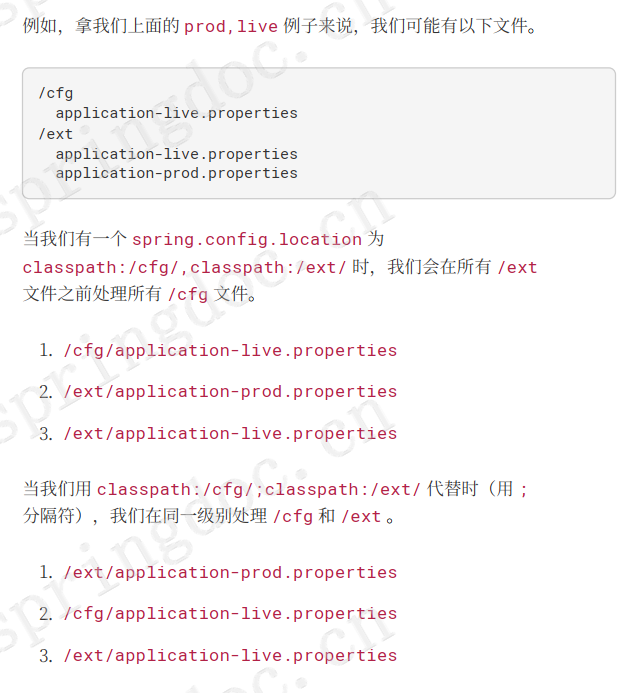 例如，拿我们上面的 prod,live 例子来说，我们可能有以下文件。
/cfg
application-live.properties
/ext
application-live.properties
application-prod.properties
当我们有一个 spring.config.location 为
classpath:/cfg/,classpath:/ext/ 时，我们会在所有 /ext
文件之前处理所有 /cfg 文件。
1. /cfg/application-live.properties
2. /ext/application-prod.properties
3. /ext/application-live.properties
当我们用 classpath:/cfg/;classpath:/ext/ 代替时（用 ;
分隔符），我们在同一级别处理 /cfg 和 /ext 。
1. /ext/application-prod.properties
2. /cfg/application-live.properties
3. /ext/application-live.properties
springdoc.cn
springdoc.cn
springdoc.cn